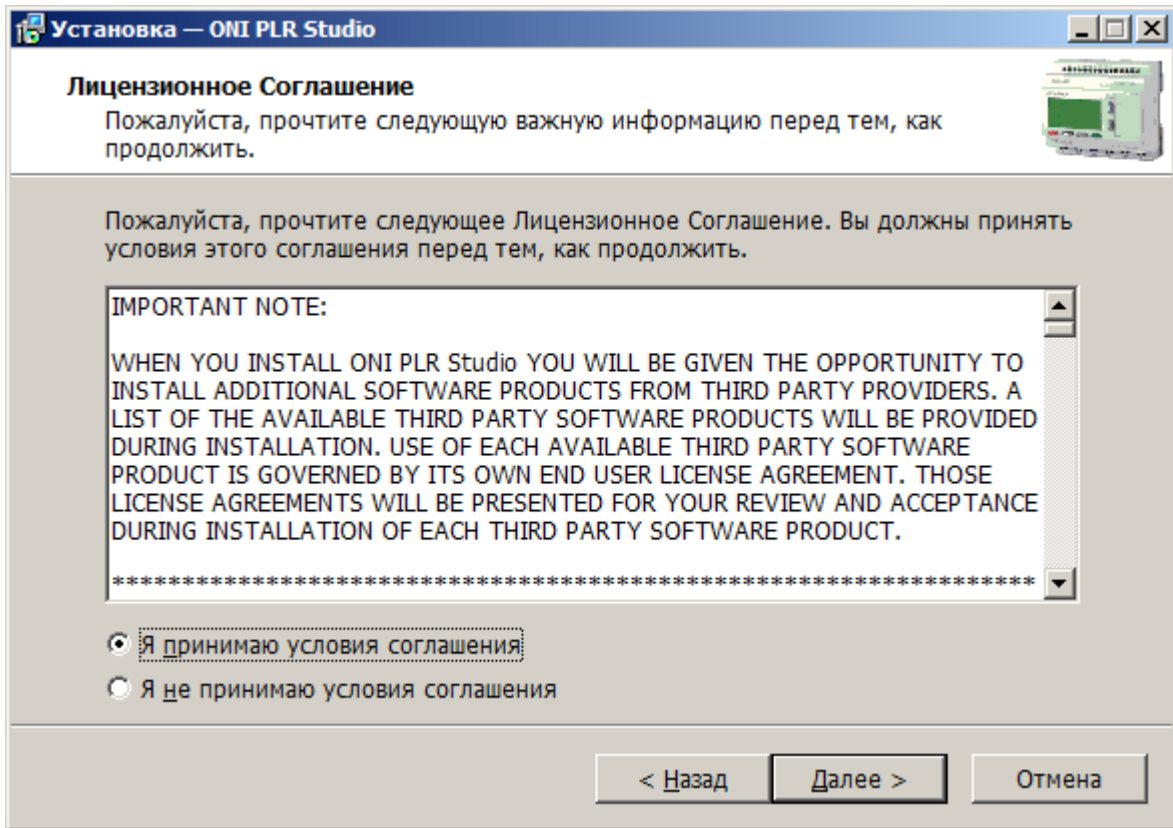 Установка — ONI PLR Studio
Лицензионное Соглашение
Пожалуйста, прочтите следующую важную информацию перед тем, как
продолжить.
Пожалуйста, прочтите следующее Лицензионное Соглашение. Вы должны принять
условия этого соглашения перед тем, как продолжить.
IMPORTANT NOTE:
WHEN YOU INSTALL ONI PLR Studio YOU WILL BE GIVEN THE OPPORTUNITY TO
INSTALL ADDITIONAL SOFTWARE PRODUCTS FROM THIRD PARTY PROVIDERS. A
LIST OF THE AVAILABLE THIRD PARTY SOFTWARE PRODUCTS WILL BE PROVIDED
DURING INSTALLATION. USE OF EACH AVAILABLE THIRD PARTY SOFTWARE
PRODUCT IS GOVERNED BY ITS OWN END USER LICENSE AGREEMENT. THOSE
LICENSE AGREEMENTS WILL BE PRESENTED FOR YOUR REVIEW AND ACCEPTANCE
DURING INSTALLATION OF EACH THIRD PARTY SOFTWARE PRODUCT.
******************************************************************
Я принимаю условия соглашения
Я не принимаю условия соглашения
< Назад
Далее >
Отмена